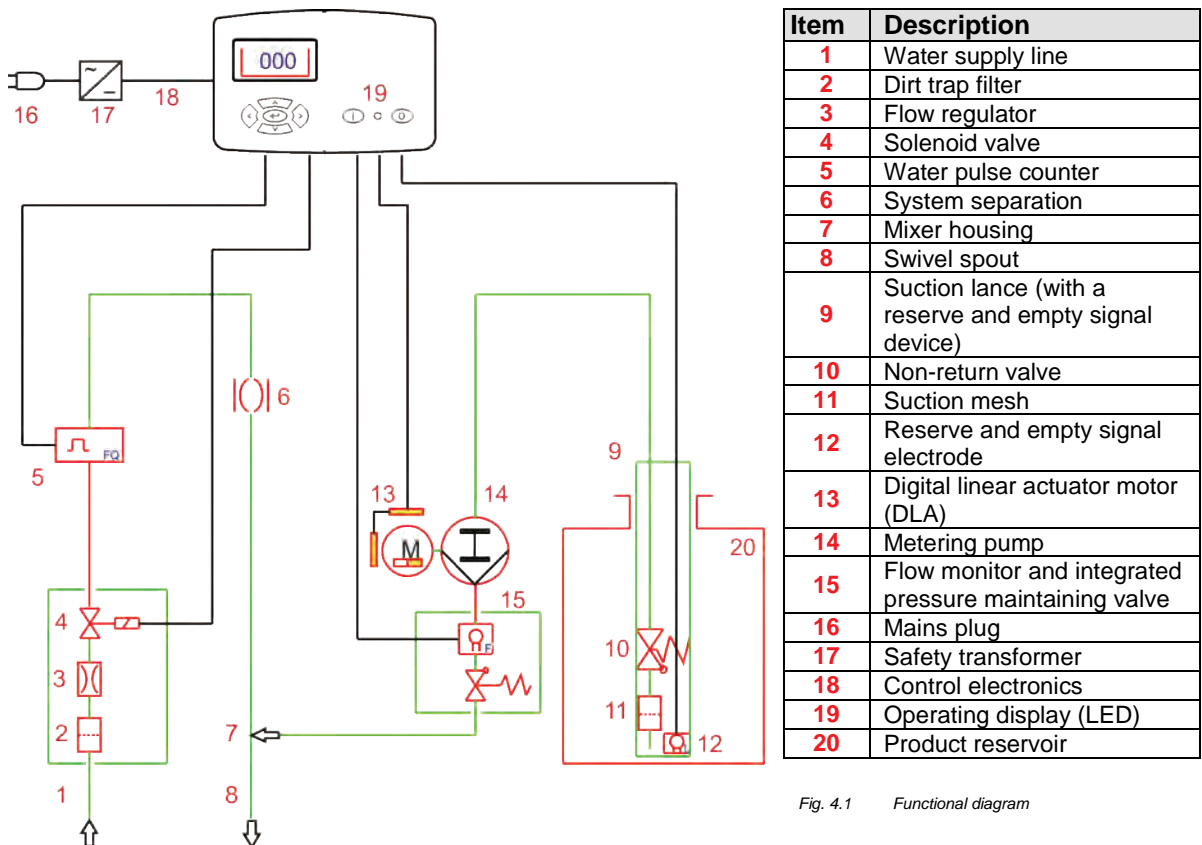 000
16
17
18
19
6
5
FQ
9
13
14
M
20
15
4
F
10
3
11
2
7
12
1
8
Item Description
1 Water supply line
2 Dirt trap filter
3 Flow regulator
4 Solenoid valve
5 Water pulse counter
6 System separation
7 Mixer housing
8 Swivel spout
9 Suction lance (with a
reserve and empty signal
device)
10 Non-return valve
11 Suction mesh
12 Reserve and empty signal
electrode
13 Digital linear actuator motor
(DLA)
14 Metering pump
15 Flow monitor and integrated
pressure maintaining valve
16 Mains plug
17 Safety transformer
18 Control electronics
19 Operating display (LED)
20 Product reservoir
Fig. 4.1 Functional diagram